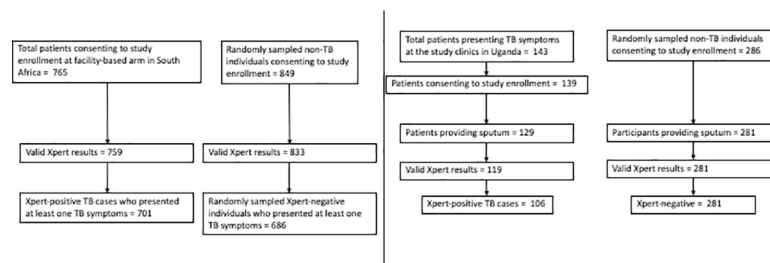 Total patients consenting to study
enrollment at facility-based arm in South
Africa = 765
Valid Xpert results = 759
Xpert-positive TB cases who presented
at least one TB symptoms = 701
Randomly sampled non-TB
individuals consenting to study
enrollment = 849
Valid Xpert results = 833
Randomly sampled Xpert-negative
individuals who presented at least one
TB symptoms = 686
Total patients presenting TB symptoms
at the study clinics in Uganda = 143
Patients consenting to study enrollment = 139
Patients providing sputum = 129
Valid Xpert results = 119
Xpert-positive TB cases = 106
Randomly sampled non-TB individuals
consenting to study enrollment = 286
Participants providing sputum = 281
Valid Xpert results = 281
Xpert-negative = 281